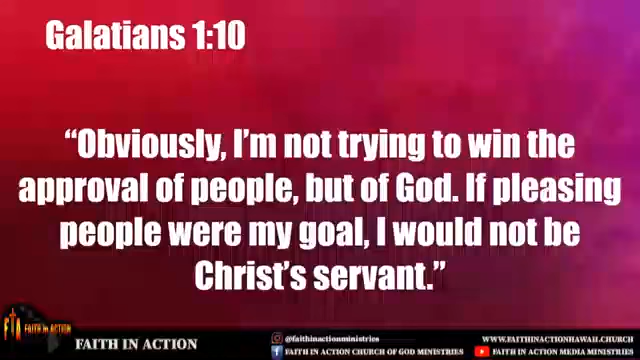 Galatians 1:10
“Obviously, I’m not trying to win the
approval of people, but of God. If pleasing
people were my goal, I would not be
Christ’s servant.”
FIA FAITH IN ACTION
FAITH IN ACTION
@faithinactionministries
FAITH IN ACTION CHURCH OF GOD MINISTRIES
WWW.FAITHINACTIONHAWAII.CHURCH
FAITH IN ACTION MEDIA MINISTRIES